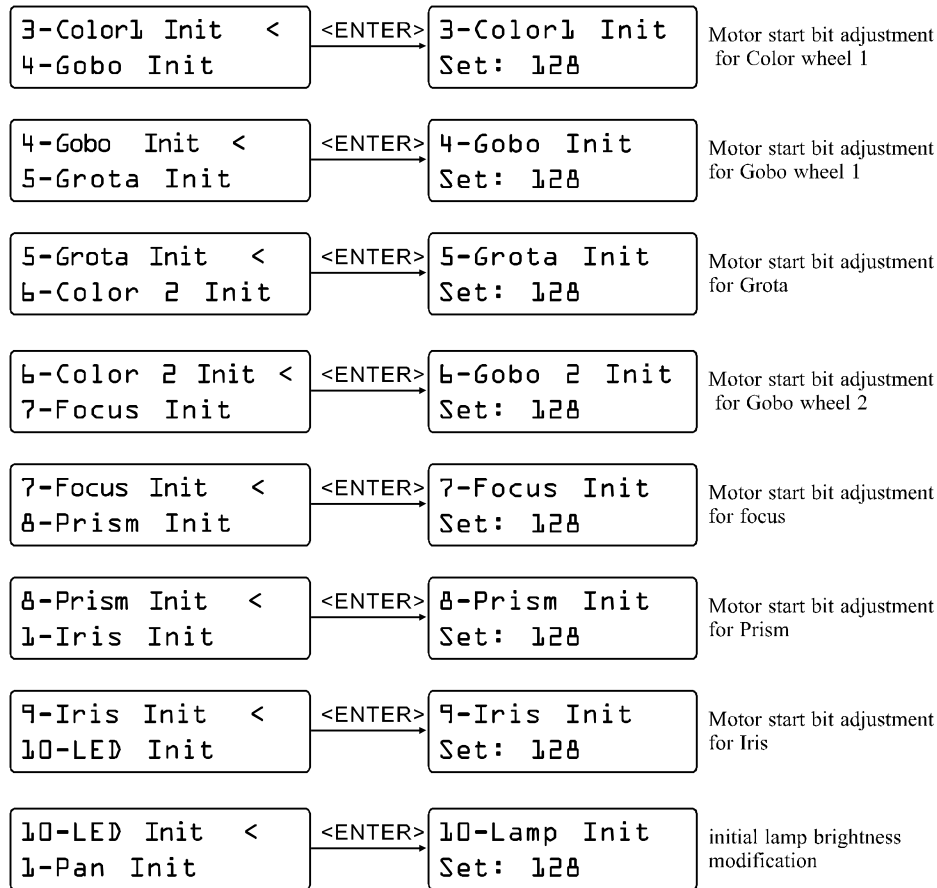 3-Color1 Init <
4-Gobo Init
<ENTER>
3-Color1 Init
Set: 128
Motor start bit adjustment
for Color wheel 1
4-Gobo Init <
5-Grota Init
<ENTER>
4-Gobo Init
Set: 128
Motor start bit adjustment
for Gobo wheel 1
5-Grota Init <
6-Color 2 Init
<ENTER>
5-Grota Init
Set: 128
Motor start bit adjustment
for Grota
6-Color 2 Init <
7-Focus Init
<ENTER>
6-Gobo 2 Init
Set: 128
Motor start bit adjustment
for Gobo wheel 2
7-Focus Init <
8-Prism Init
<ENTER>
7-Focus Init
Set: 128
Motor start bit adjustment
for focus
8-Prism Init <
1-Iris Init
<ENTER>
8-Prism Init
Set: 128
Motor start bit adjustment
for Prism
9-Iris Init <
10-LED Init
<ENTER>
9-Iris Init
Set: 128
Motor start bit adjustment
for Iris
10-LED Init <
1-Pan Init
<ENTER>
10-Lamp Init
Set: 128
initial lamp brightness
modification